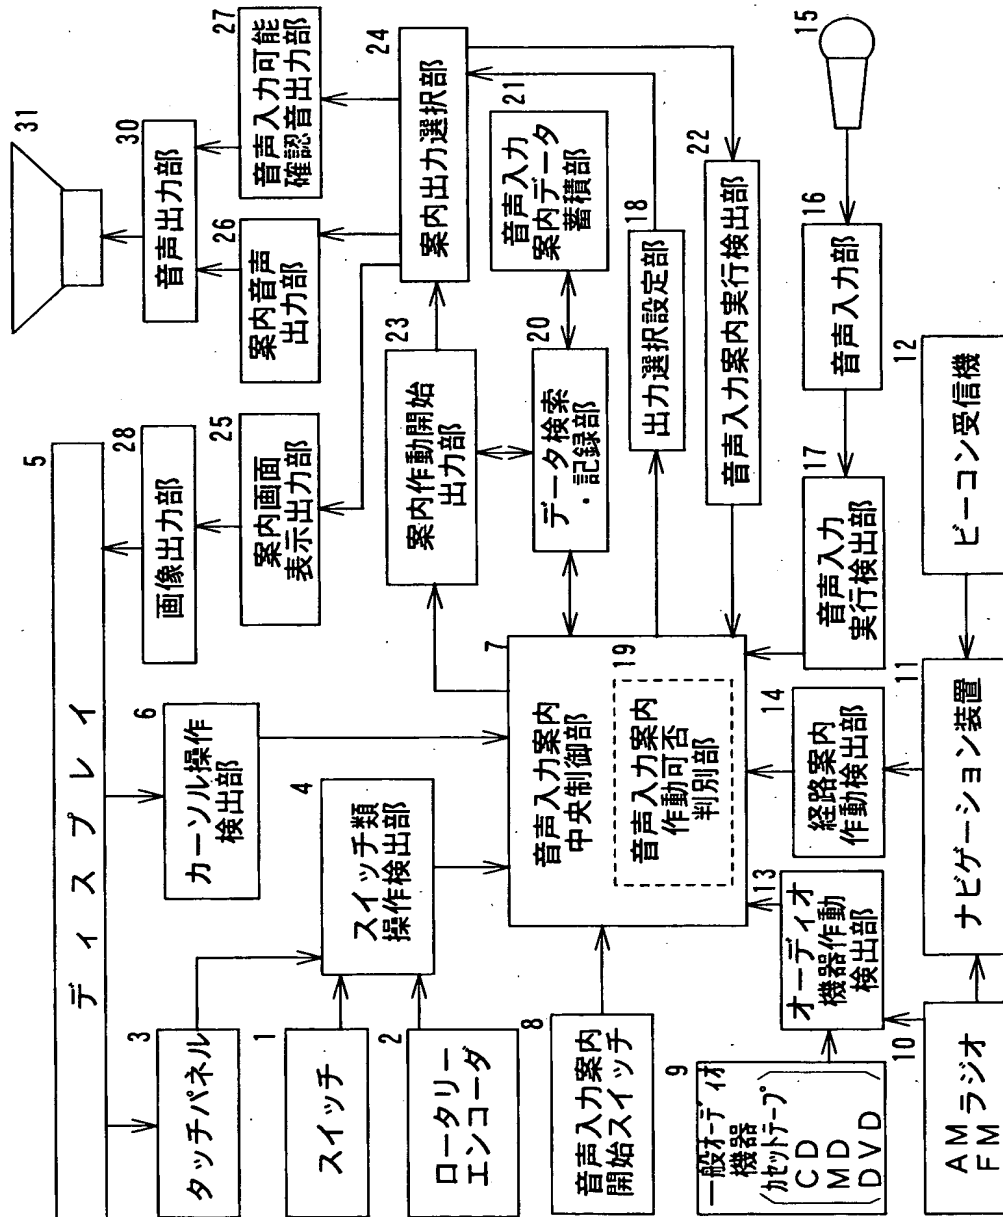 ディスプレイ
5
タッチパネル
3
スイッチ
1
ロータリー
エンコーダ
2
スイッチ類
操作検出部
4
カーソル操作
検出部
6
音声入力案内
開始スイッチ
8
音声入力案内
中央制御部
7
音声入力案内
作動可否
判別部
19
一般オーディオ
機器
カセットテープ
CD
MD
DVD
9
AM
FM
ラジオ
10
オーディオ
機器作動
検出部
13
ナビゲーション装置
11
経路案内
作動検出部
14
ビーコン受信機
12
音声入力
実行検出部
17
音声入力部
16
15
画像出力部
28
案内画面
表示出力部
25
案内作動開始
出力部
23
データ検索
・記録部
20
音声入力
案内データ
蓄積部
21
出力選択設定部
18
音声入力案内実行検出部
22
案内出力選択部
24
案内音声
出力部
26
音声入力可能
確認音出力部
27
音声出力部
30
31